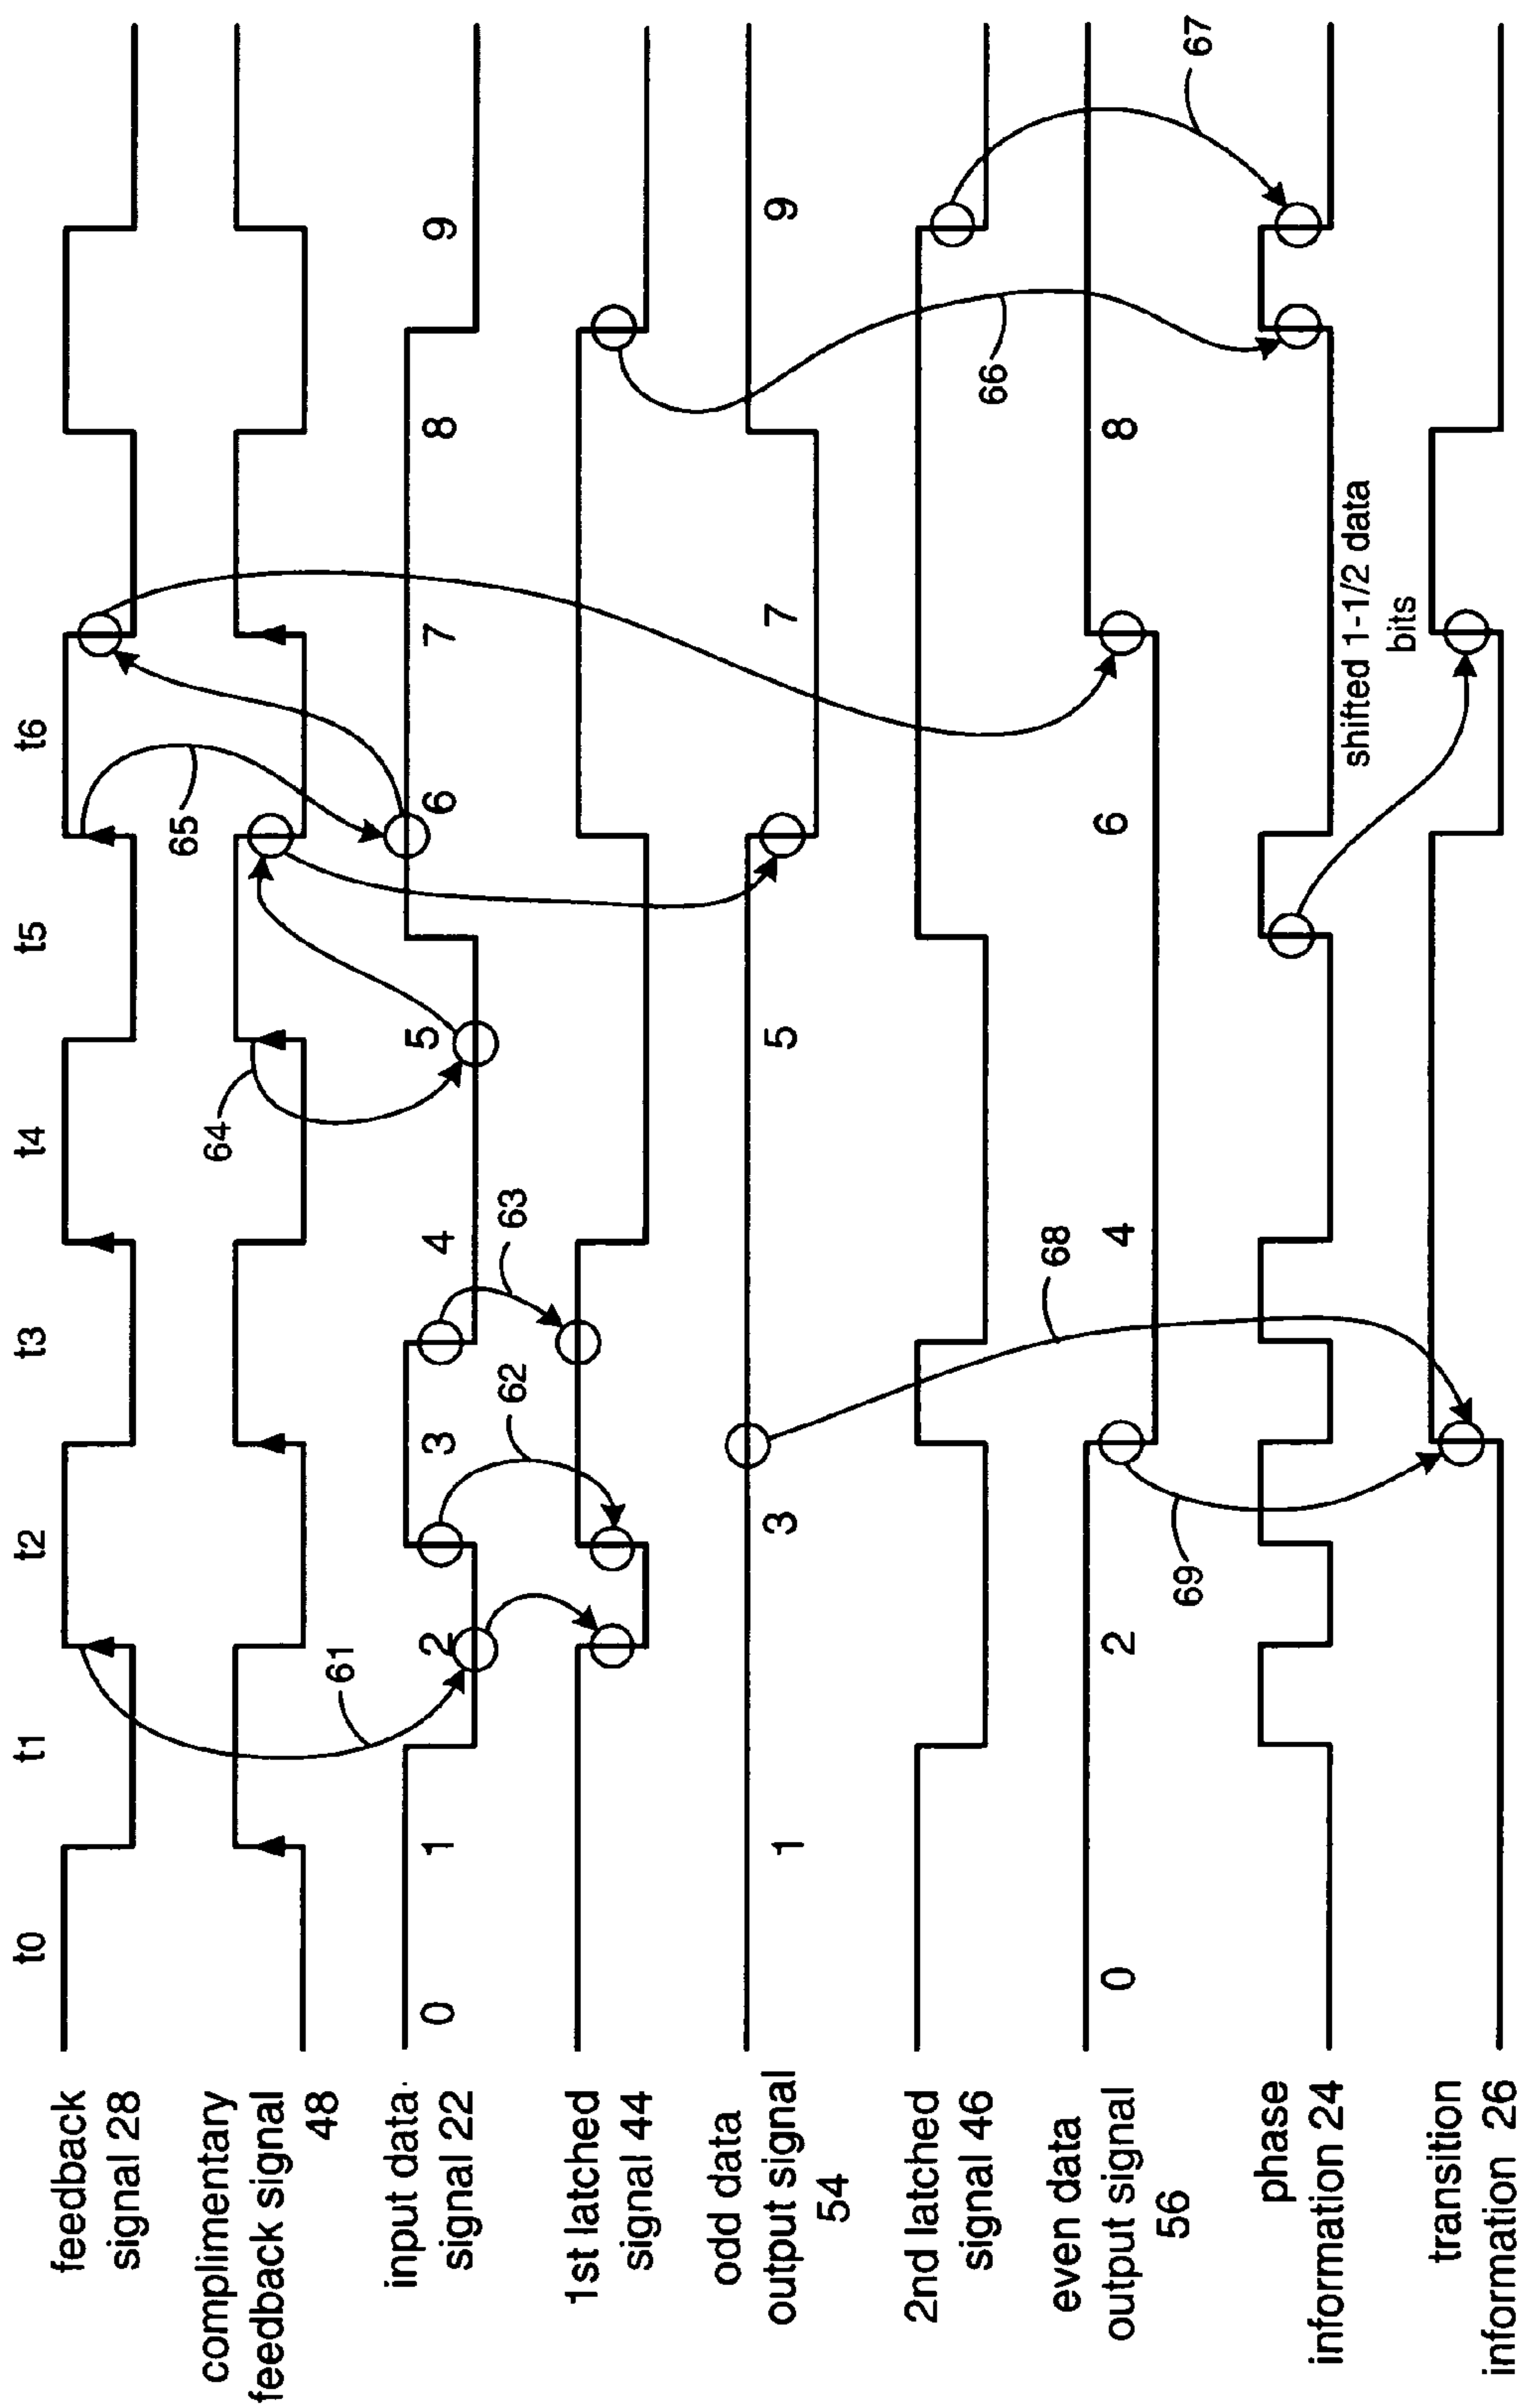 t0 t1 t2 t3 t4 t5 t6
feedback
signal 28
65
complimentary
feedback signal
48
61
64
input data
signal 22
0 1 2 3 4 5 6 7 8 9
62
63
1st latched
signal 44
odd data
output signal
54
1 3 5 7 9
2nd latched
signal 46
66
68
even data
output signal
56
0 2 4 6 8
69
67
phase
information 24
shifted 1-1/2 data
bits
transition
information 26